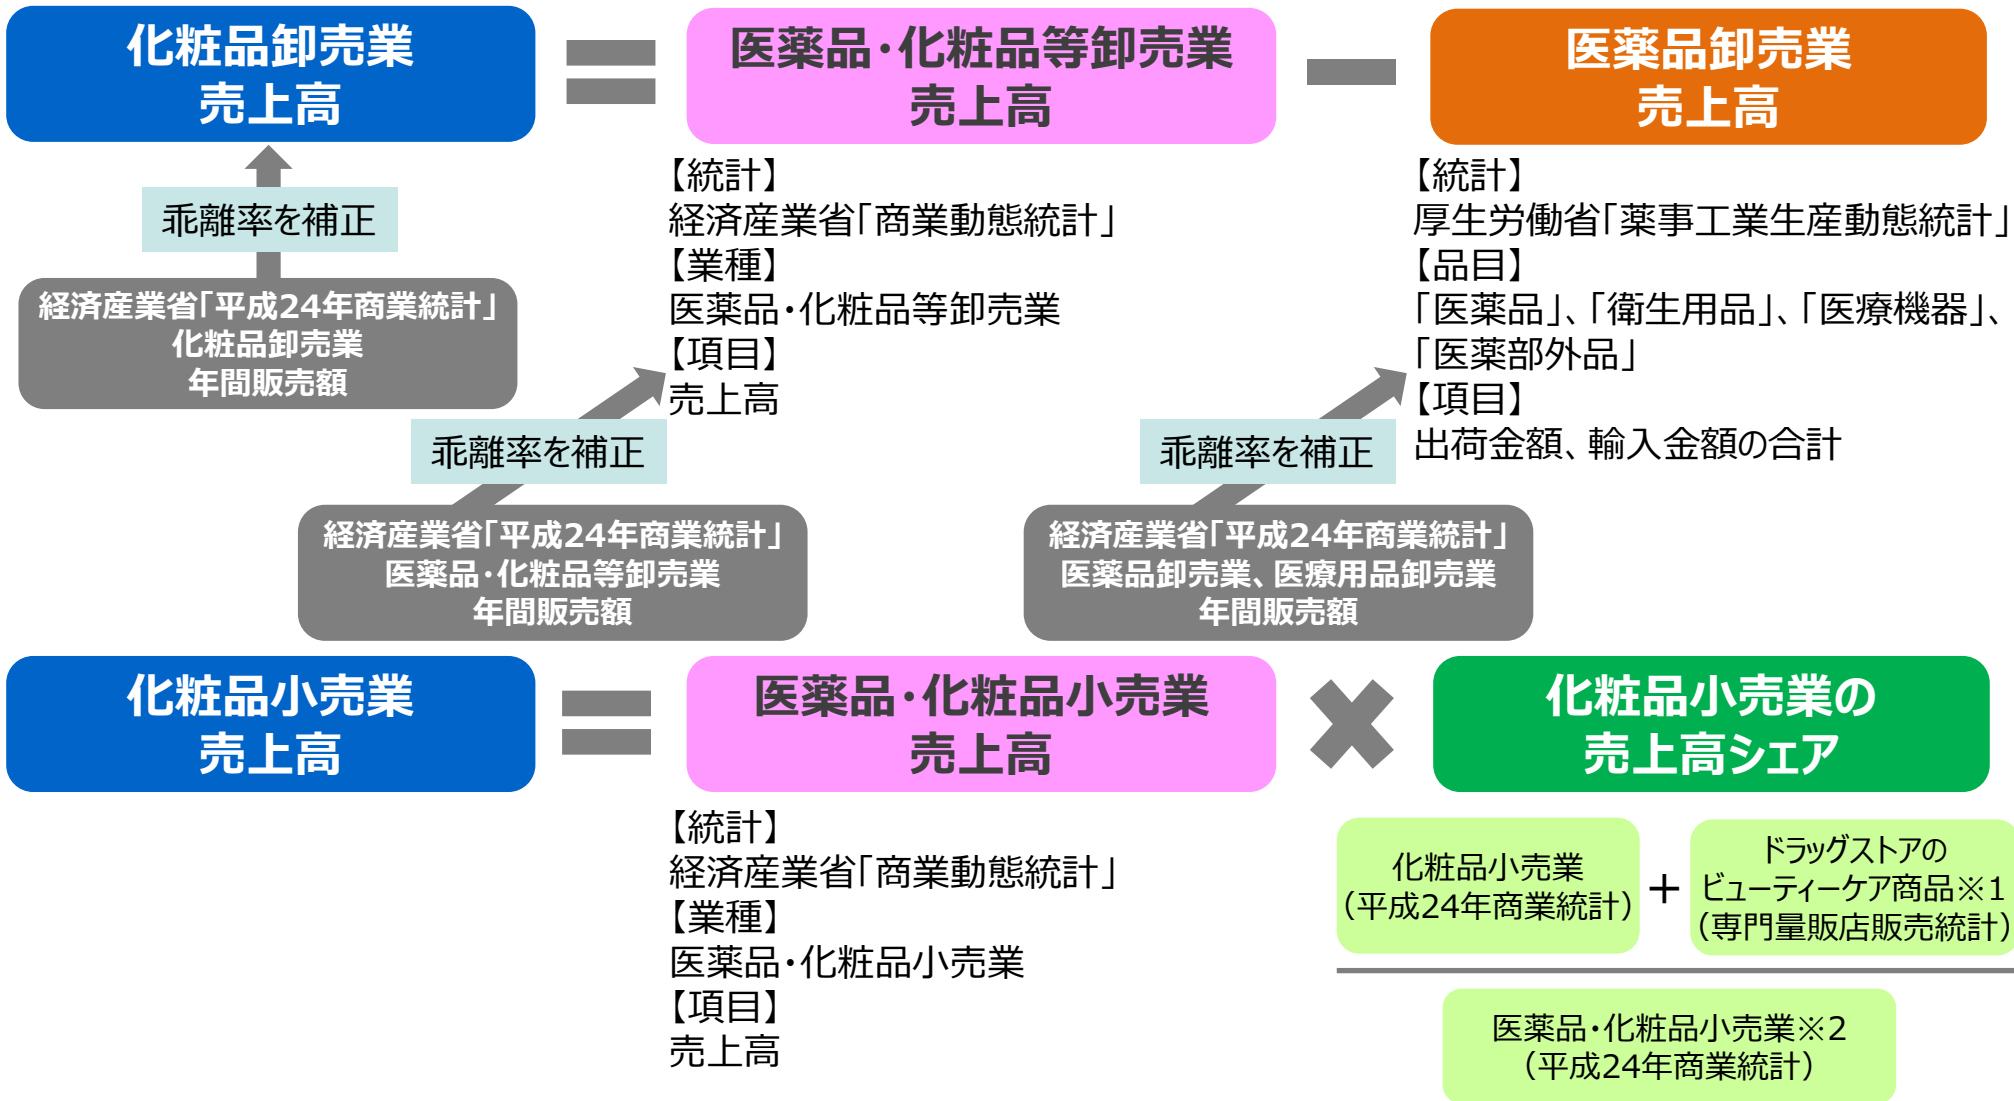 化粧品卸売業
売上高
医薬品・化粧品等卸売業
売上高
医薬品卸売業
売上高
乖離率を補正
経済産業省「平成24年商業統計」
化粧品卸売業
年間販売額
【統計】
経済産業省「商業動態統計」
【業種】
医薬品・化粧品等卸売業
【項目】
売上高
乖離率を補正
経済産業省「平成24年商業統計」
医薬品・化粧品等卸売業
年間販売額
【統計】
厚生労働省「薬事工業生産動態統計」
【品目】
「医薬品」、「衛生用品」、「医療機器」、
「医薬部外品」
【項目】
出荷金額、輸入金額の合計
乖離率を補正
経済産業省「平成24年商業統計」
医薬品卸売業、医療用品卸売業
年間販売額
化粧品小売業
売上高
医薬品・化粧品小売業
売上高
化粧品小売業の
売上高シェア
【統計】
経済産業省「商業動態統計」
【業種】
医薬品・化粧品小売業
【項目】
売上高
化粧品小売業
（平成24年商業統計）
＋
ドラッグストアの
ビューティーケア商品※1
（専門量販店販売統計）
医薬品・化粧品小売業※2
（平成24年商業統計）